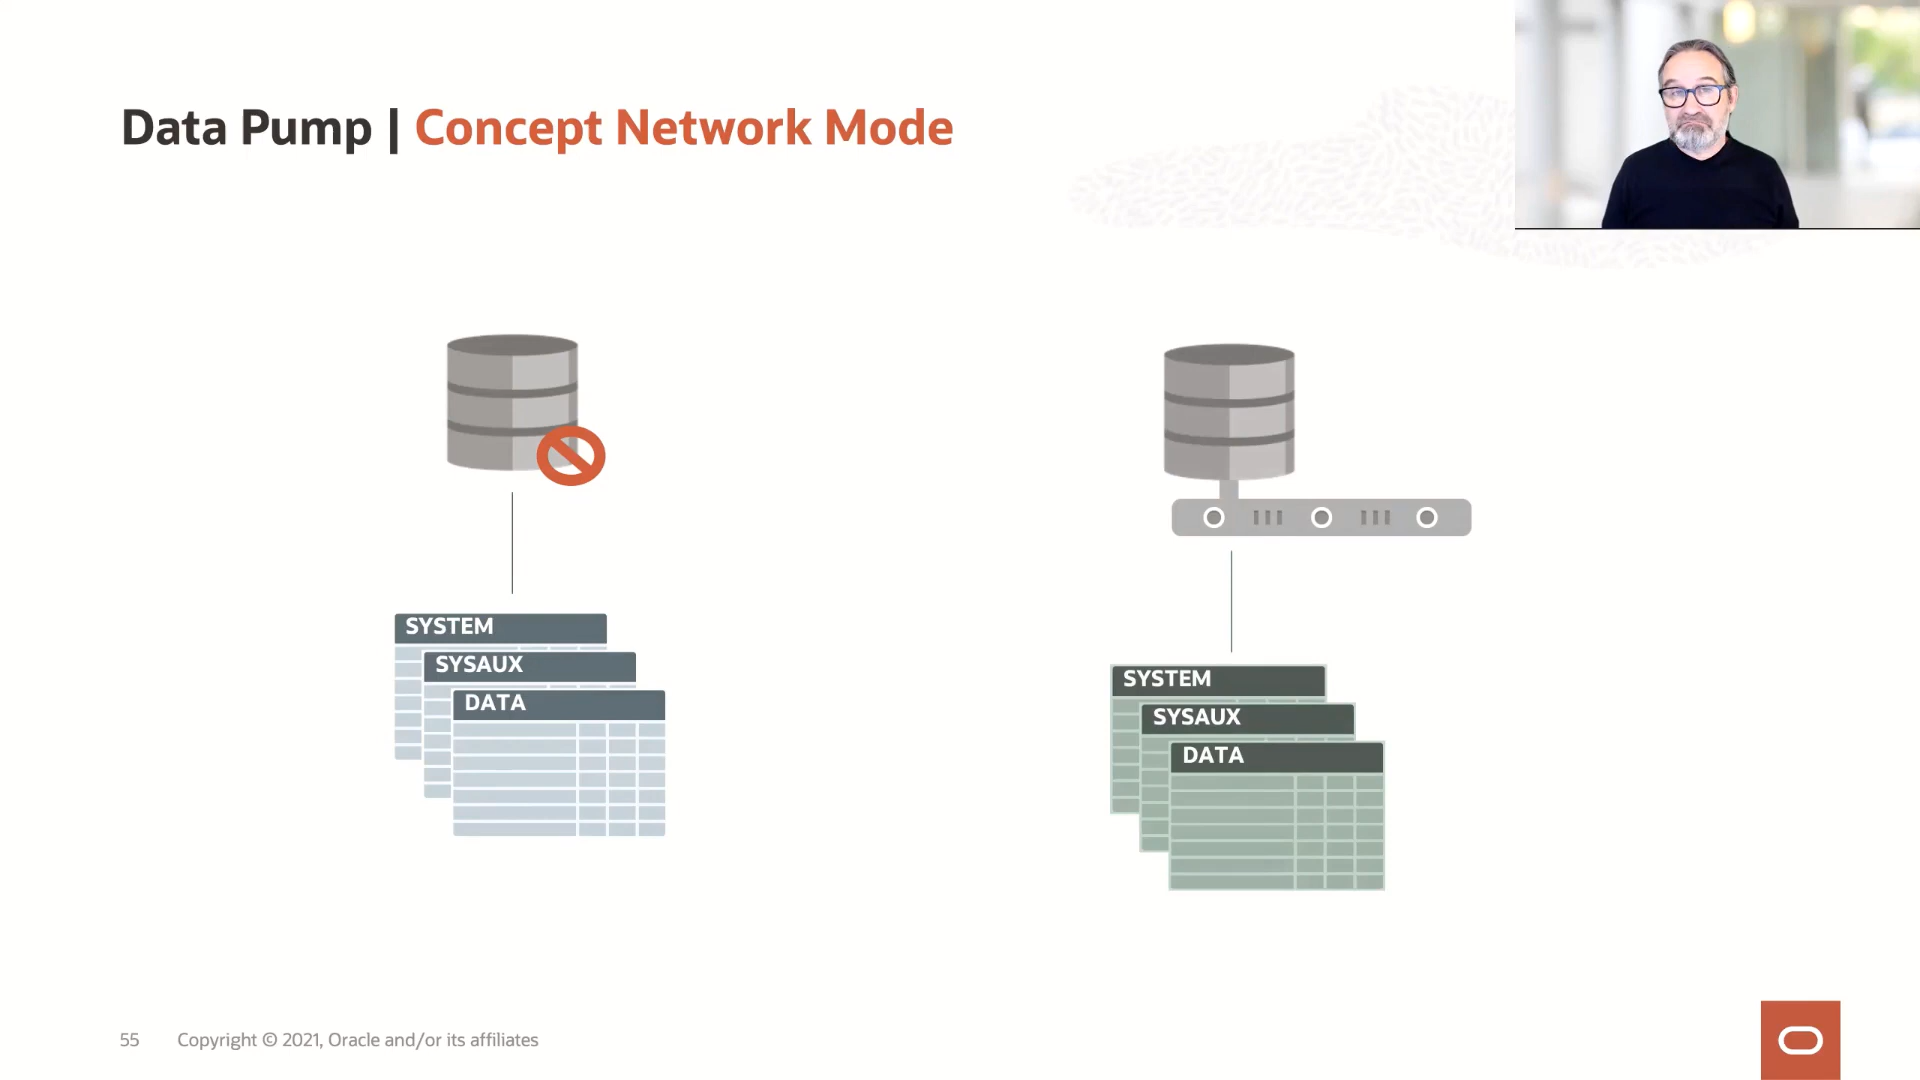 Data Pump | Concept Network Mode
SYSTEM
SYSAUX
DATA
SYSTEM
SYSAUX
DATA
55 Copyright © 2021, Oracle and/or its affiliates